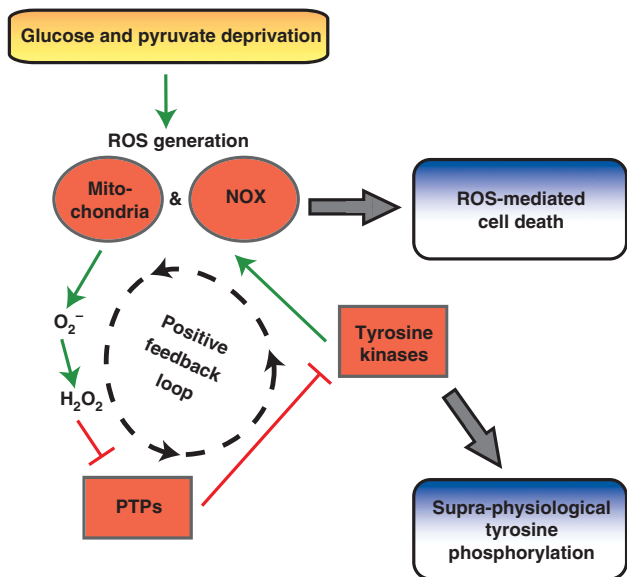 Glucose and pyruvate deprivation
ROS generation
Mito-
chondria
&
NOX
ROS-mediated
cell death
O₂⁻
H₂O₂
Positive
feedback
loop
Tyrosine
kinases
PTPs
Supra-physiological
tyrosine
phosphorylation